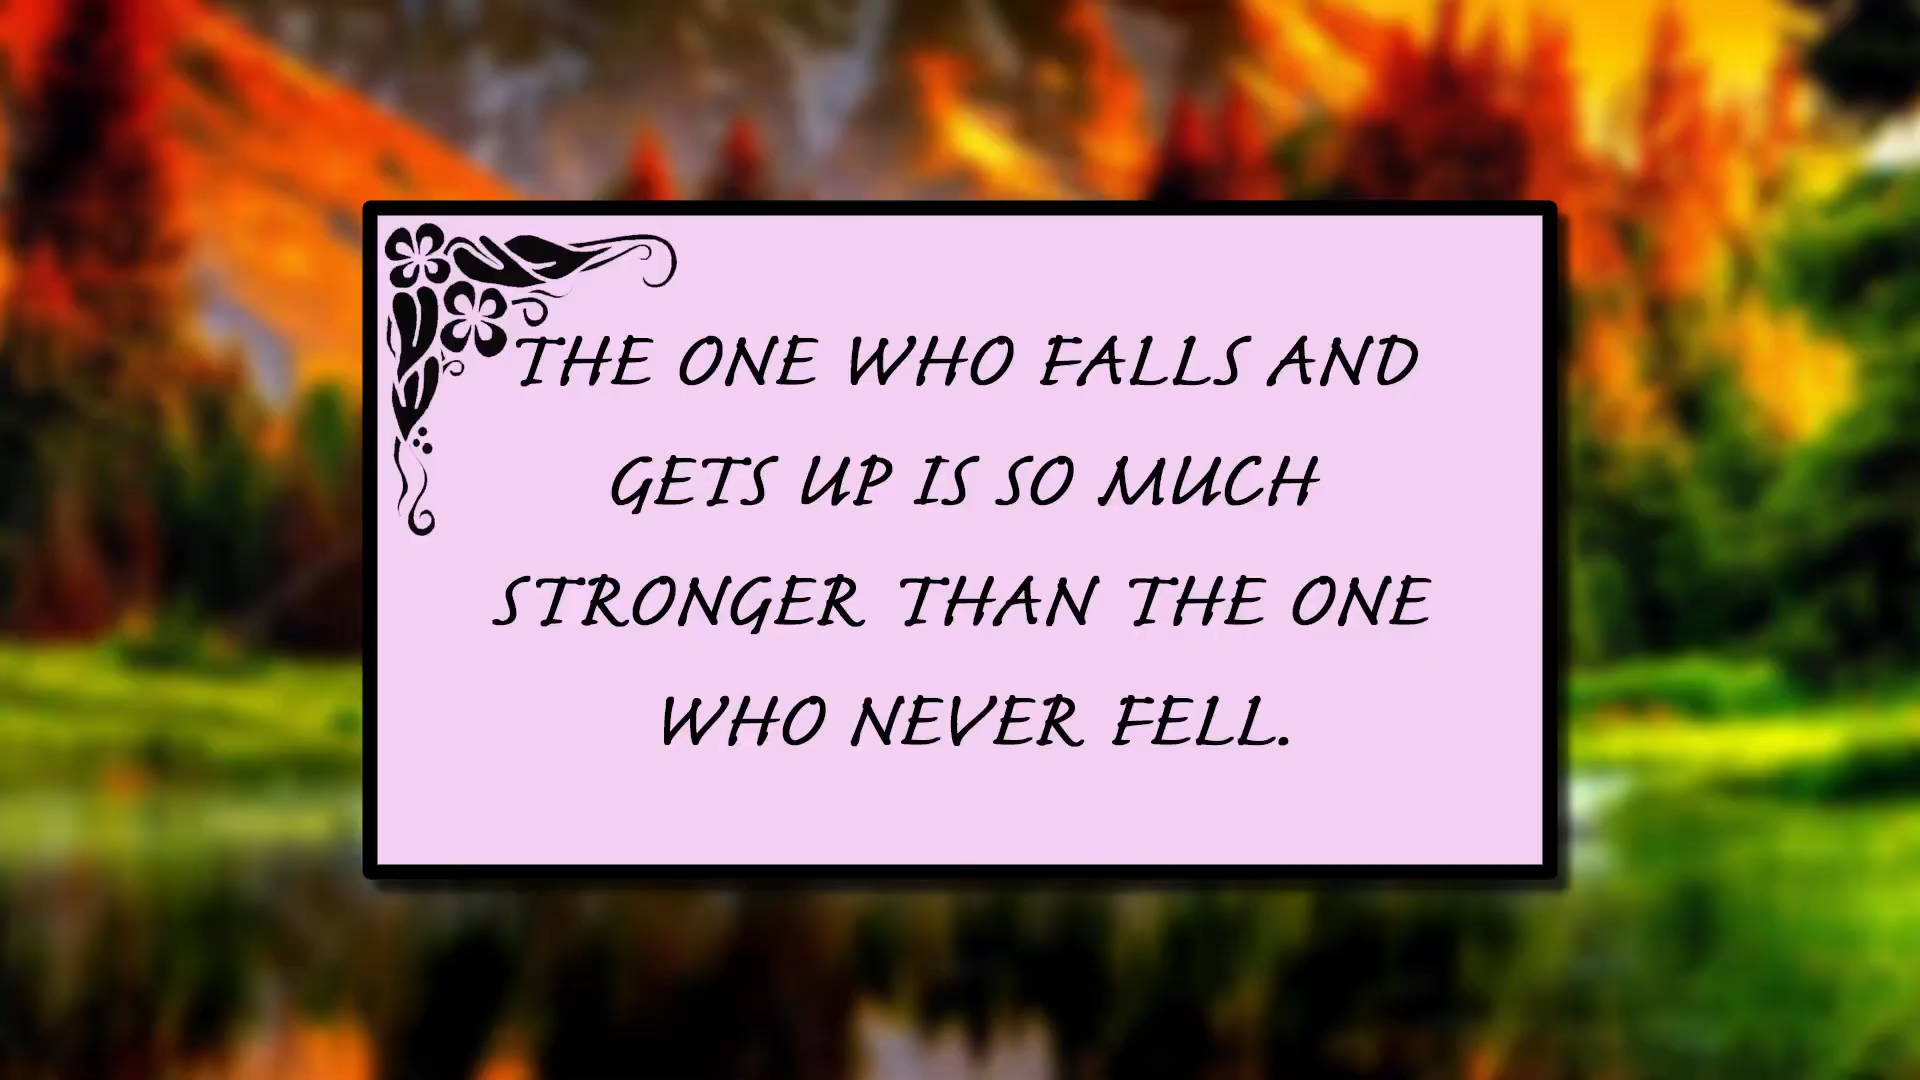 THE ONE WHO FALLS AND
GETS UP IS SO MUCH
STRONGER THAN THE ONE
WHO NEVER FELL.